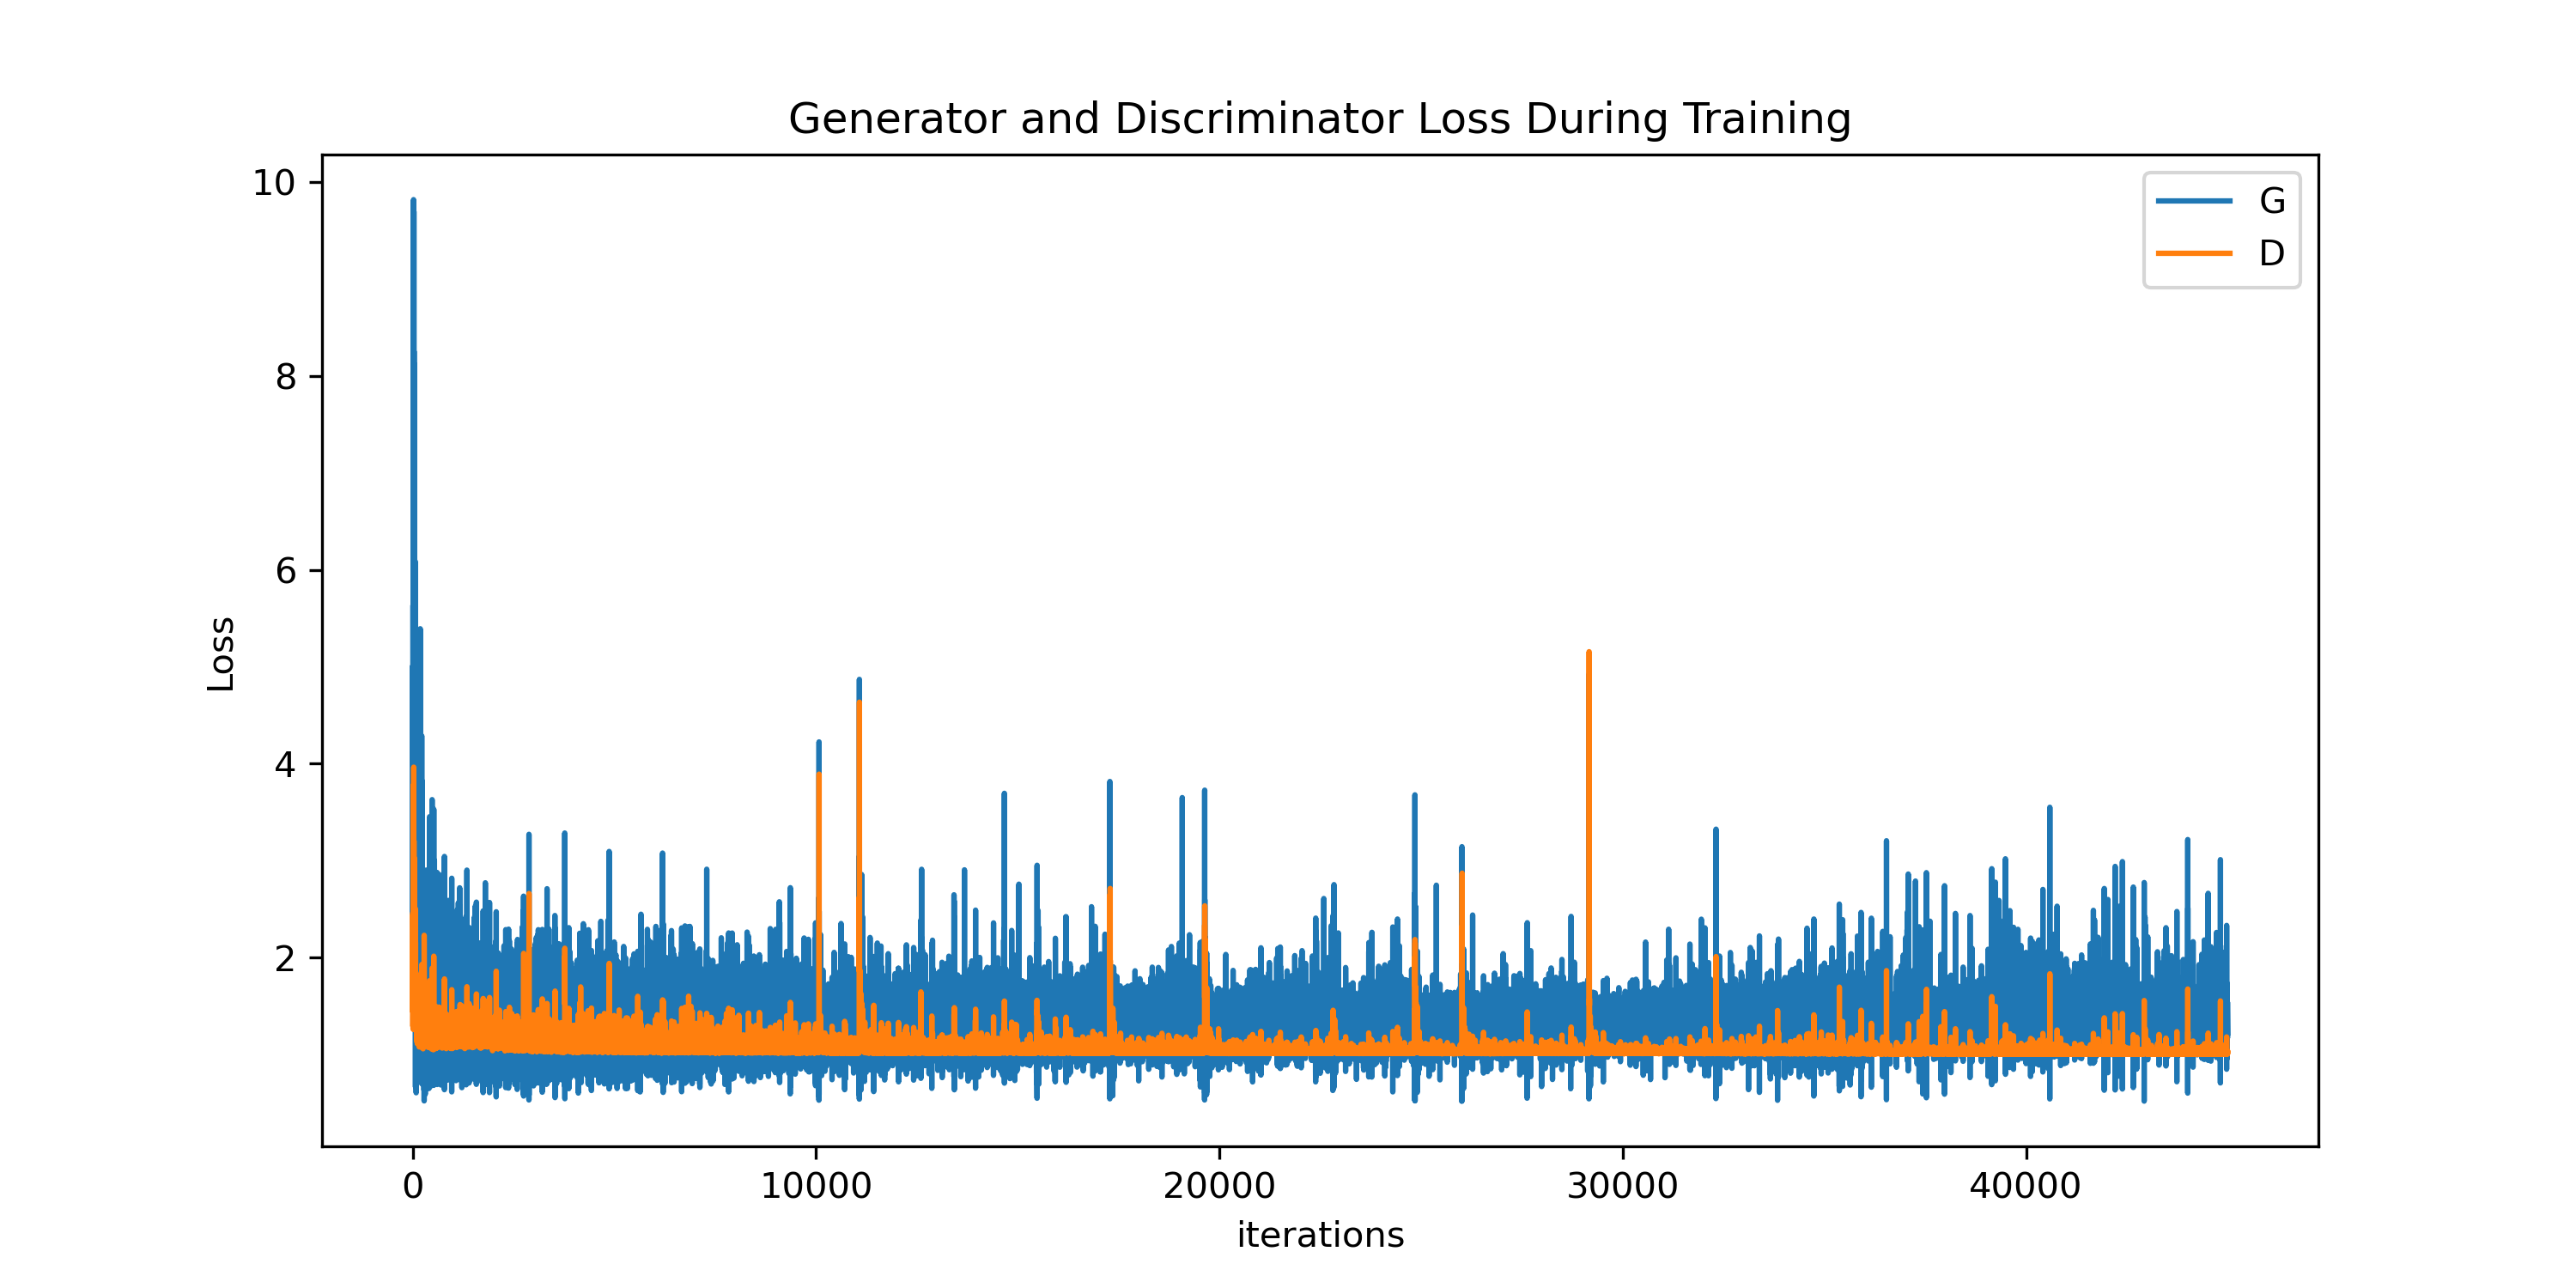 Generator and Discriminator Loss During Training
G
D
10
8
6
4
2
Loss
0 10000 20000 30000 40000
iterations